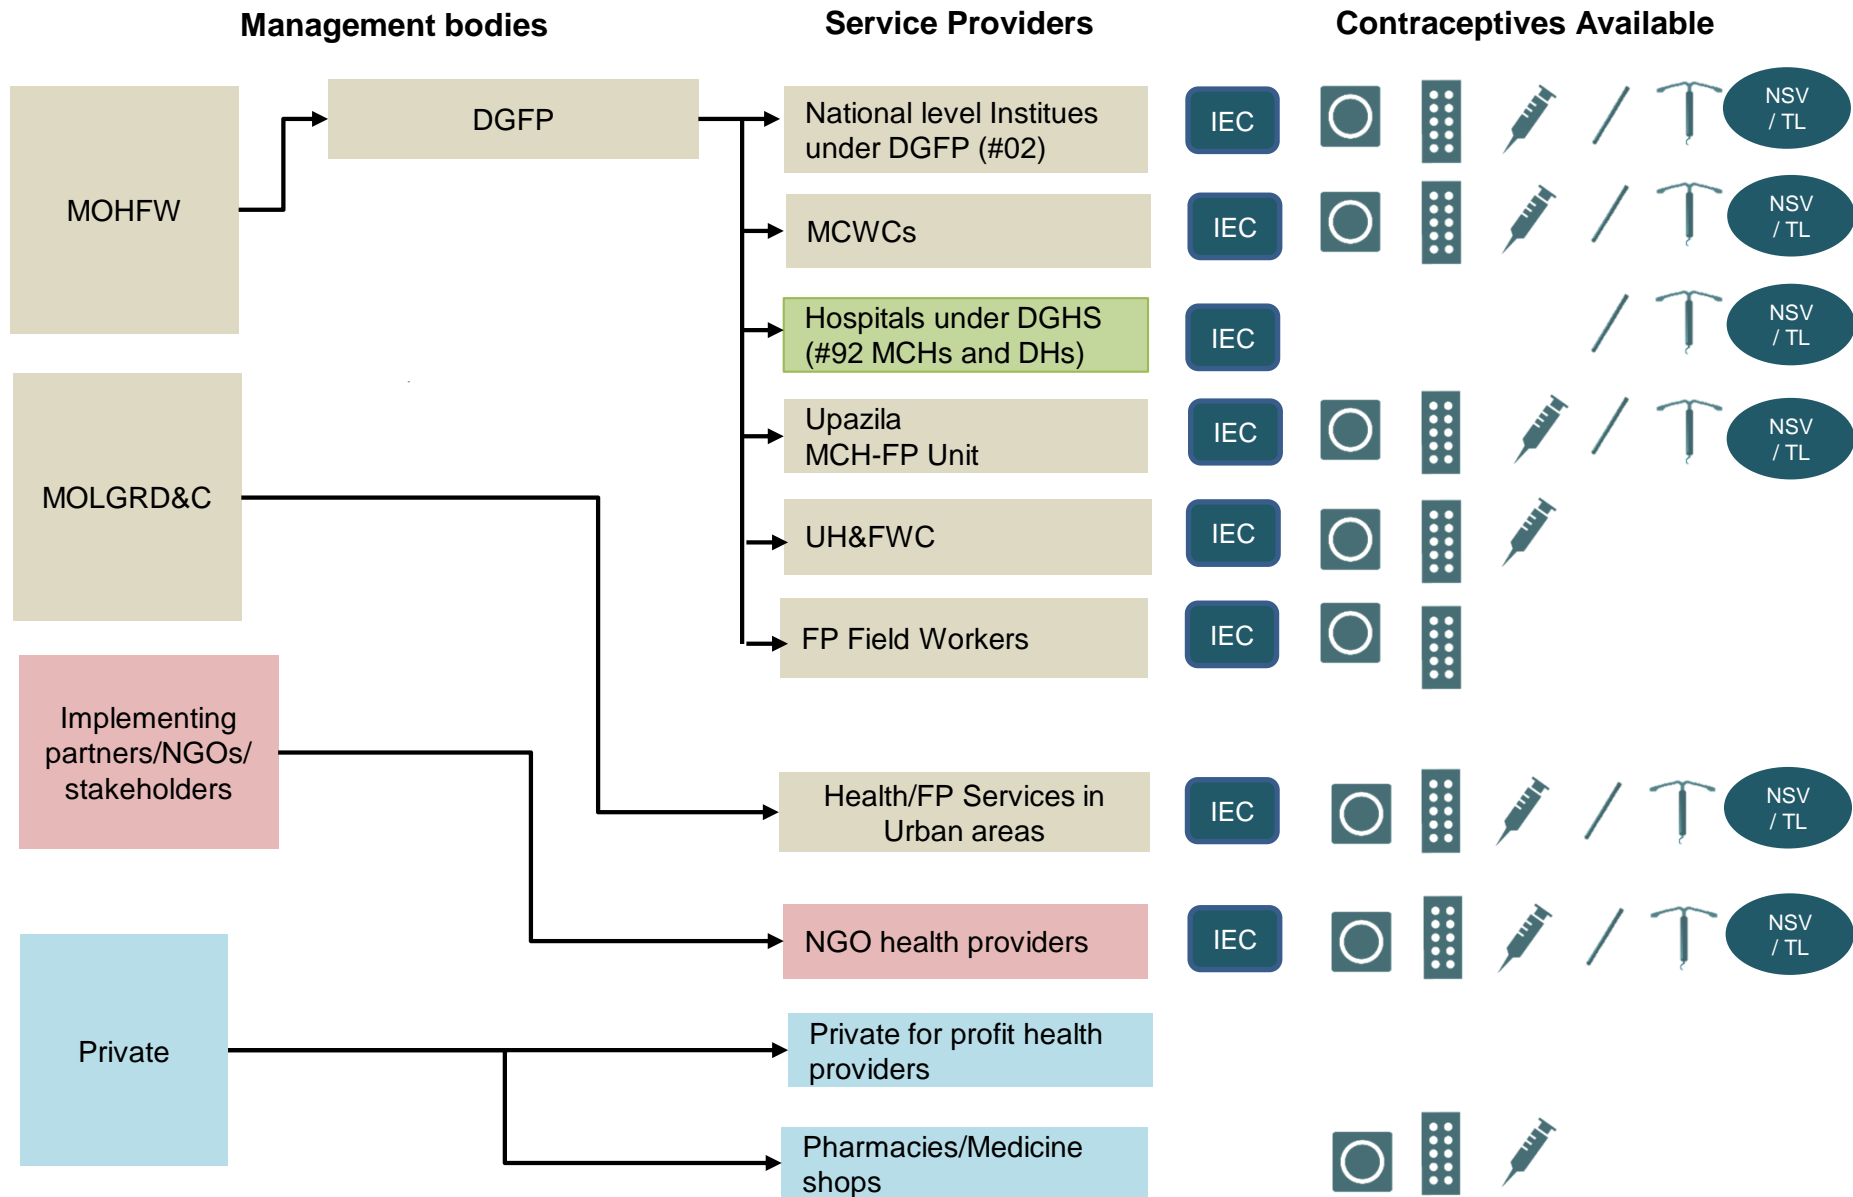 Management bodies
Service Providers
Contraceptives Available
MOHFW
DGFP
National level Institues
under DGFP (#02)
IEC
NSV
/ TL
MCWCs
IEC
NSV
/ TL
Hospitals under DGHS
(#92 MCHs and DHs)
IEC
NSV
/ TL
MOLGRD&C
Upazila
MCH-FP Unit
IEC
NSV
/ TL
UH&FWC
IEC
FP Field Workers
IEC
Implementing
partners/NGOs/
stakeholders
Health/FP Services in
Urban areas
IEC
NSV
/ TL
NGO health providers
IEC
NSV
/ TL
Private
Private for profit health
providers
Pharmacies/Medicine
shops